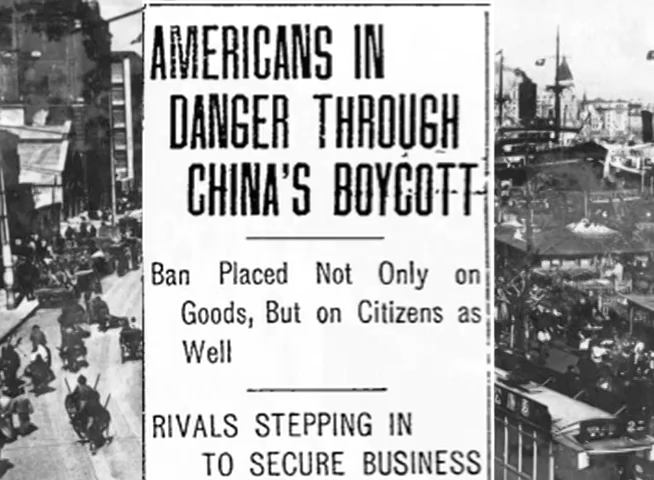 AMERICANS IN
DANGER THROUGH
CHINA'S BOYCOTT
Ban Placed Not Only on
Goods, But on Citizens as
Well
RIVALS STEPPING IN
TO SECURE BUSINESS